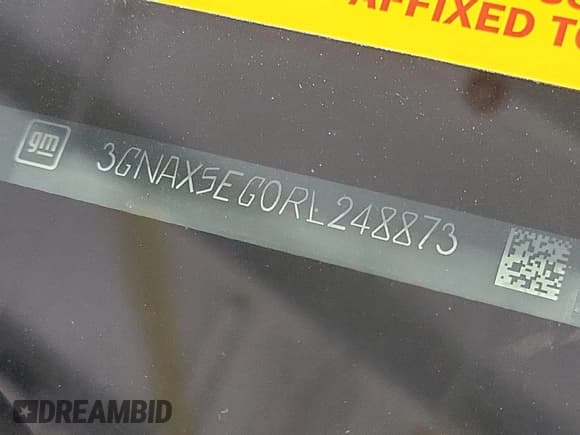 AFFIXED TO
gm
3GNAX5EG0RL248873
DREAMBID